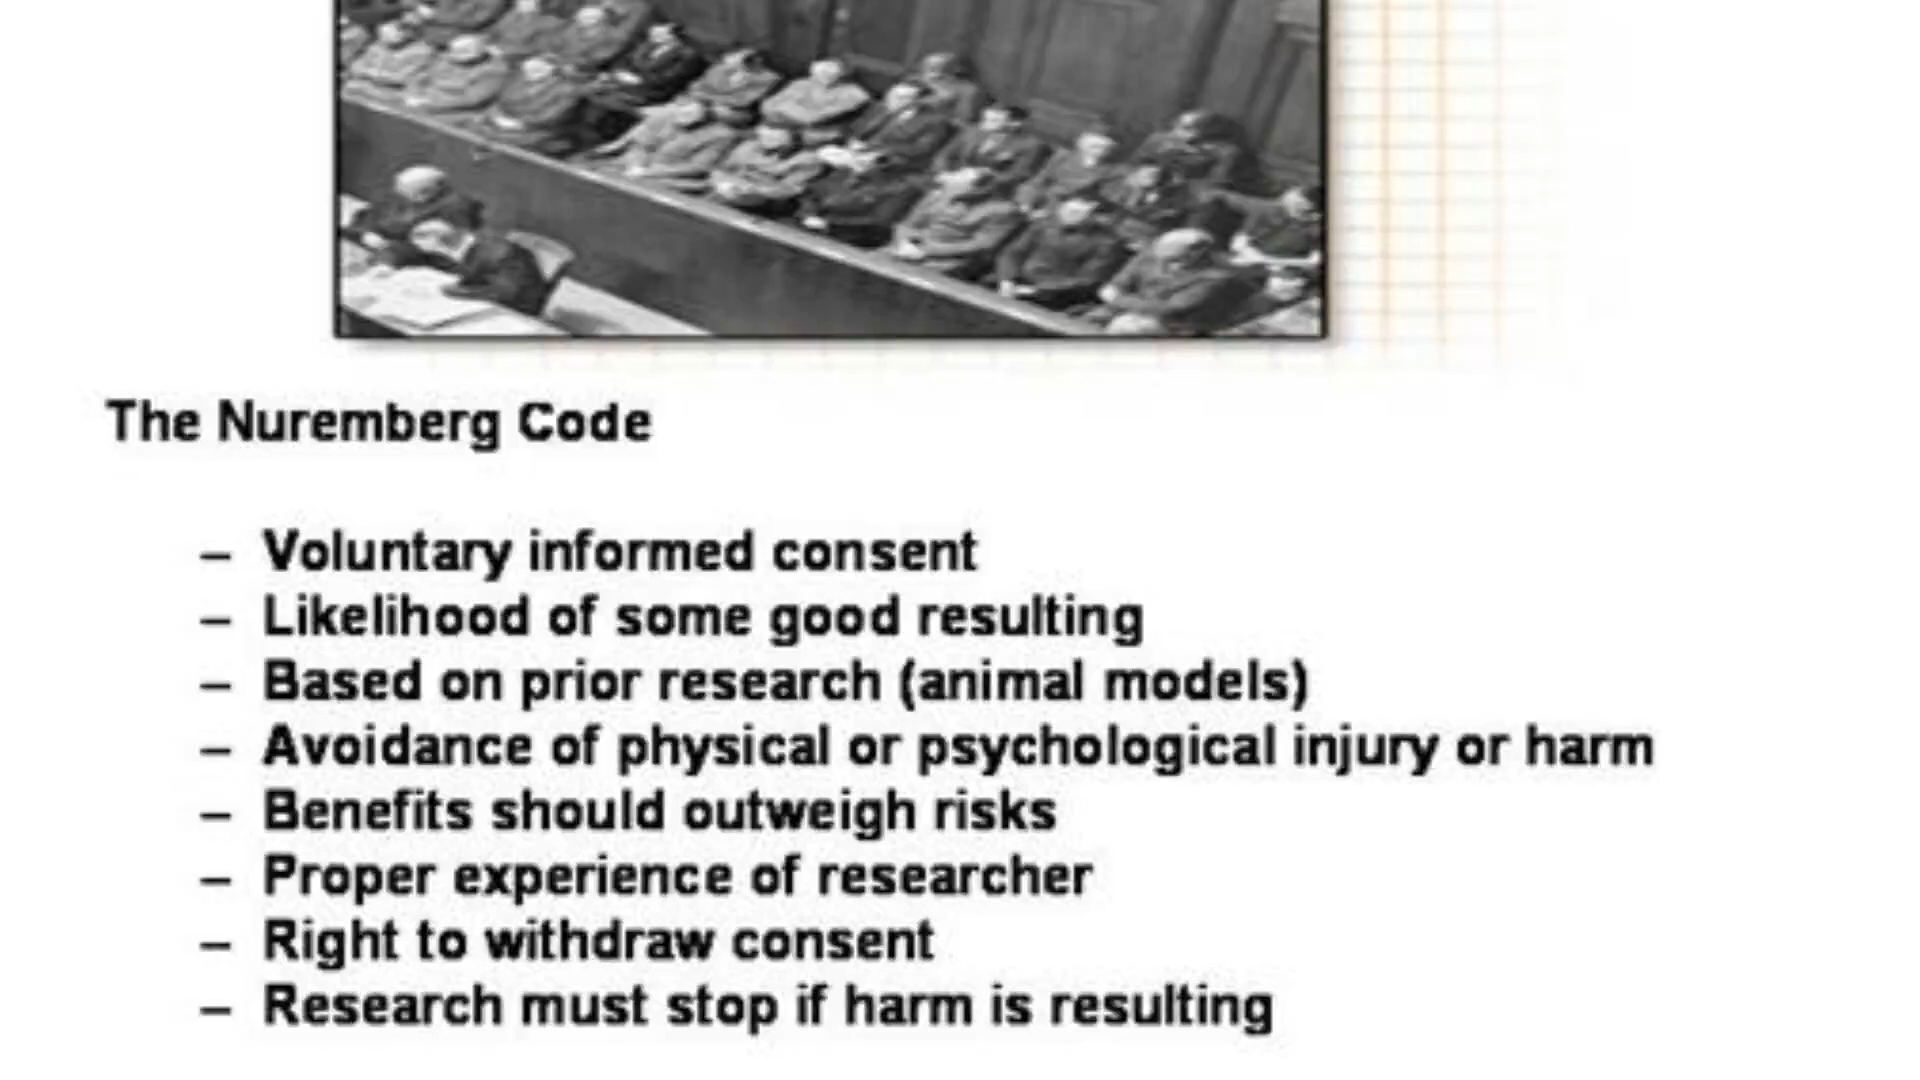 The Nuremberg Code
– Voluntary informed consent
– Likelihood of some good resulting
– Based on prior research (animal models)
– Avoidance of physical or psychological injury or harm
– Benefits should outweigh risks
– Proper experience of researcher
– Right to withdraw consent
– Research must stop if harm is resulting